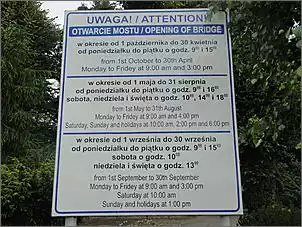 UWAGA! / ATTENTION!
OTWARCIE MOSTU / OPENING OF BRIDGE
w okresie od 1 października do 30 kwietnia
od poniedziałku do piątku o godz. 9⁰⁰ i 15⁰⁰
from 1st October to 30th April
Monday to Friday at 9:00 am and 3:00 pm
w okresie od 1 maja do 31 sierpnia
od poniedziałku do piątku o godz. 9⁰⁰ i 16⁰⁰
sobota, niedziela i święta o godz. 10⁰⁰, 14⁰⁰ i 18⁰⁰
from 1st May to 31th August
Monday to Friday at 9:00 am and 4:00 pm
Saturday, Sunday and holidays at 10:00 am, 2:00 pm and 6:00 pm
w okresie od 1 września do 30 września
od poniedziałku do piątku o godz. 9⁰⁰ i 15⁰⁰
sobota o godz. 10⁰⁰
niedziela i święta o godz. 13⁰⁰
from 1st September to 30th September
Monday to Friday at 9:00 am and 3:00 pm
Saturday at 10:00 am
Sunday and holidays at 1:00 pm